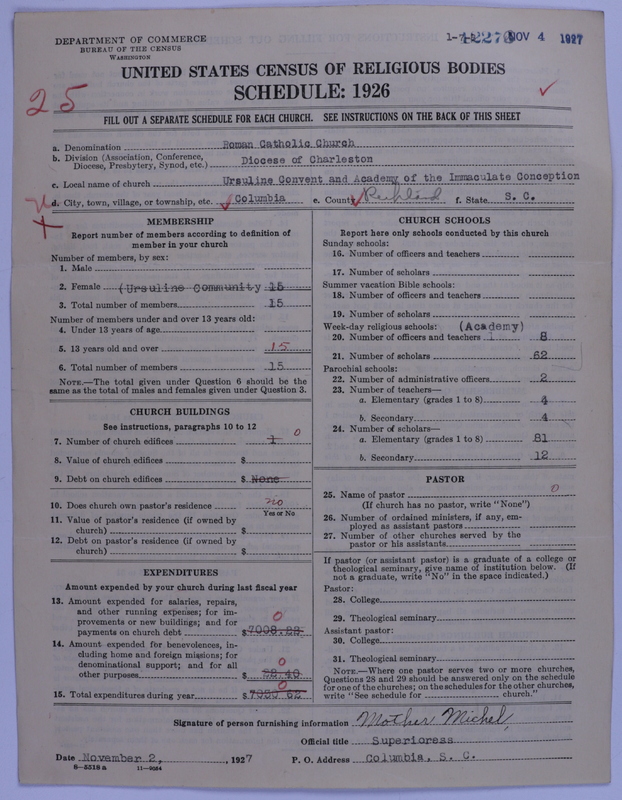 DEPARTMENT OF COMMERCE
BUREAU OF THE CENSUS
WASHINGTON
NOV 4 1927
UNITED STATES CENSUS OF RELIGIOUS BODIES
SCHEDULE: 1926
25
FILL OUT A SEPARATE SCHEDULE FOR EACH CHURCH. SEE INSTRUCTIONS ON THE BACK OF THIS SHEET
a. Denomination Roman Catholic Church
b. Division (Association, Conference, Diocese, Presbytery, Synod, etc.) Diocese of Charleston
c. Local name of church Ursuline Convent and Academy of the Immaculate Conception
d. City, town, village, or township, etc. Columbia e. County Richland f. State S. C.
MEMBERSHIP
Report number of members according to definition of
member in your church
Number of members, by sex:
1. Male
2. Female (Ursuline Community 15
3. Total number of members 15
Number of members under and over 13 years old:
4. Under 13 years of age
5. 13 years old and over 15
6. Total number of members 15
NOTE.—The total given under Question 6 should be the
same as the total of males and females given under Question 3.
CHURCH BUILDINGS
See instructions, paragraphs 10 to 12
7. Number of church edifices 1 0
8. Value of church edifices $
9. Debt on church edifices $ None
10. Does church own pastor's residence no
Yes or No
11. Value of pastor's residence (if owned by
church) $
12. Debt on pastor's residence (if owned by
church) $
EXPENDITURES
Amount expended by your church during last fiscal year
13. Amount expended for salaries, repairs,
and other running expenses; for im-
provements or new buildings; and for
payments on church debt $7008.22 0
14. Amount expended for benevolences, in-
cluding home and foreign missions; for
denominational support; and for all
other purposes $ 22.40 0
15. Total expenditures during year $7030 62 0
CHURCH SCHOOLS
Report here only schools conducted by this church
Sunday schools:
16. Number of officers and teachers
17. Number of scholars
Summer vacation Bible schools:
18. Number of officers and teachers
19. Number of scholars
Week-day religious schools: (Academy)
20. Number of officers and teachers 8
21. Number of scholars 62
Parochial schools:
22. Number of administrative officers 2
23. Number of teachers—
a. Elementary (grades 1 to 8) 4
b. Secondary 4
24. Number of scholars—
a. Elementary (grades 1 to 8) 81
b. Secondary 12
PASTOR
25. Name of pastor 0
(If church has no pastor, write "None")
26. Number of ordained ministers, if any, em-
ployed as assistant pastors
27. Number of other churches served by the
pastor or his assistants
If pastor (or assistant pastor) is a graduate of a college or
theological seminary, give name of institution below. (If
not a graduate, write "No" in the space indicated.)
Pastor:
28. College
29. Theological seminary
Assistant pastor:
30. College
31. Theological seminary
NOTE.—Where one pastor serves two or more churches,
Questions 28 and 29 should be answered only on the schedule
for one of the churches; on the schedules for the other churches,
write "See schedule for church."
Signature of person furnishing information Mother Michel
Official title Superioress
Date November 2, 1927 P. O. Address Columbia, S. C.
8-5518 a 11-9084